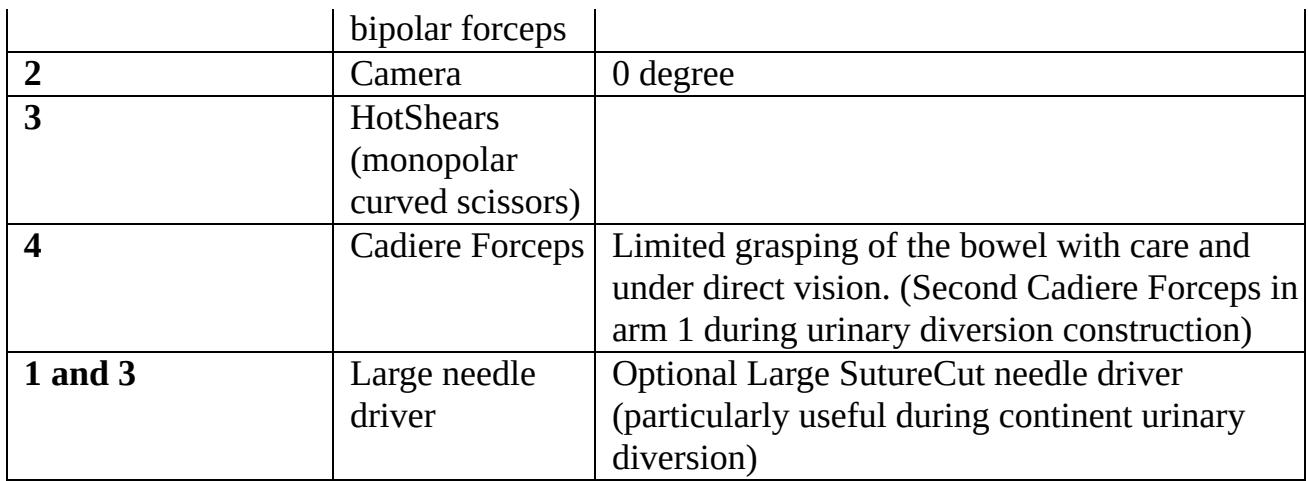 bipolar forceps
2 Camera 0 degree
3 HotShears
(monopolar
curved scissors)
4 Cadiere Forceps Limited grasping of the bowel with care and
under direct vision. (Second Cadiere Forceps in
arm 1 during urinary diversion construction)
1 and 3 Large needle Optional Large SutureCut needle driver
driver (particularly useful during continent urinary
diversion)